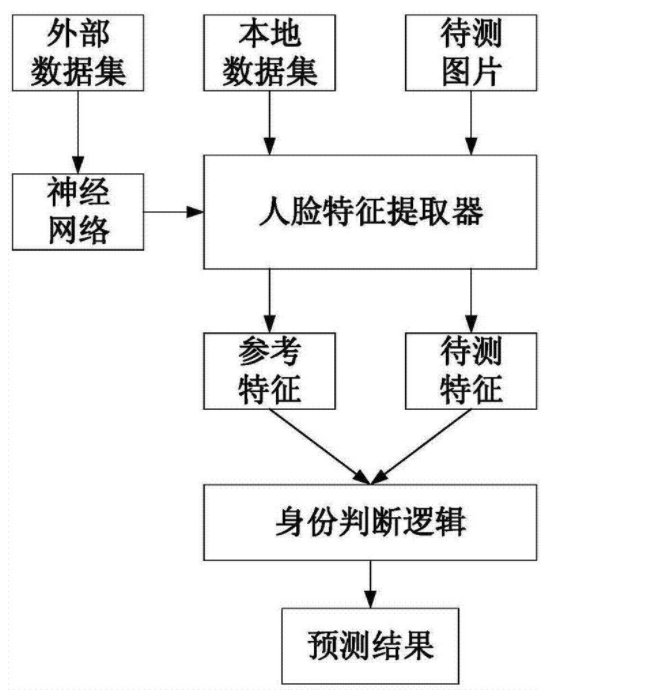 外部
数据集
本地
数据集
待测
图片
神经
网络
人脸特征提取器
参考
特征
待测
特征
身份判断逻辑
预测结果